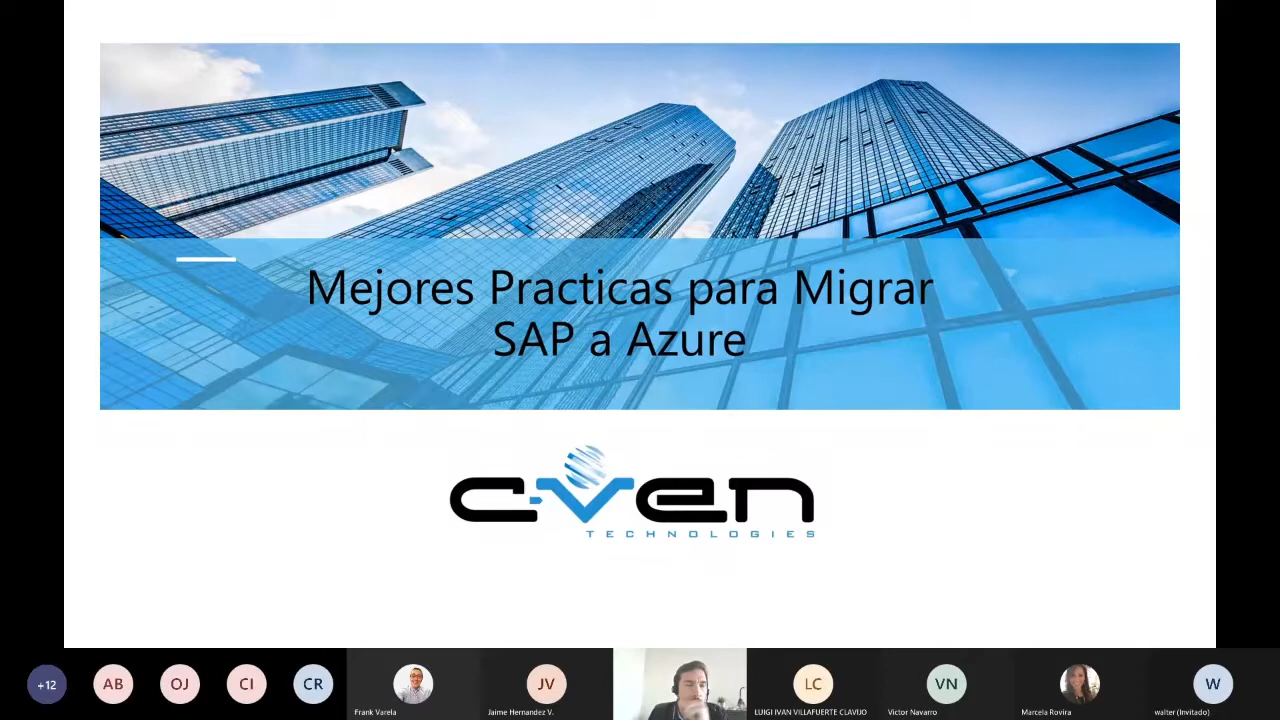 Mejores Practicas para Migrar
SAP a Azure
c-ven
TECHNOLOGIES
+12
AB
OJ
CI
CR
Frank Varela
JV
Jaime Hernandez V.
LC
LUIGI IVAN VILLAFUERTE CLAVIJO
VN
Victor Navarro
Marcela Rovira
W
walter (Invitado)